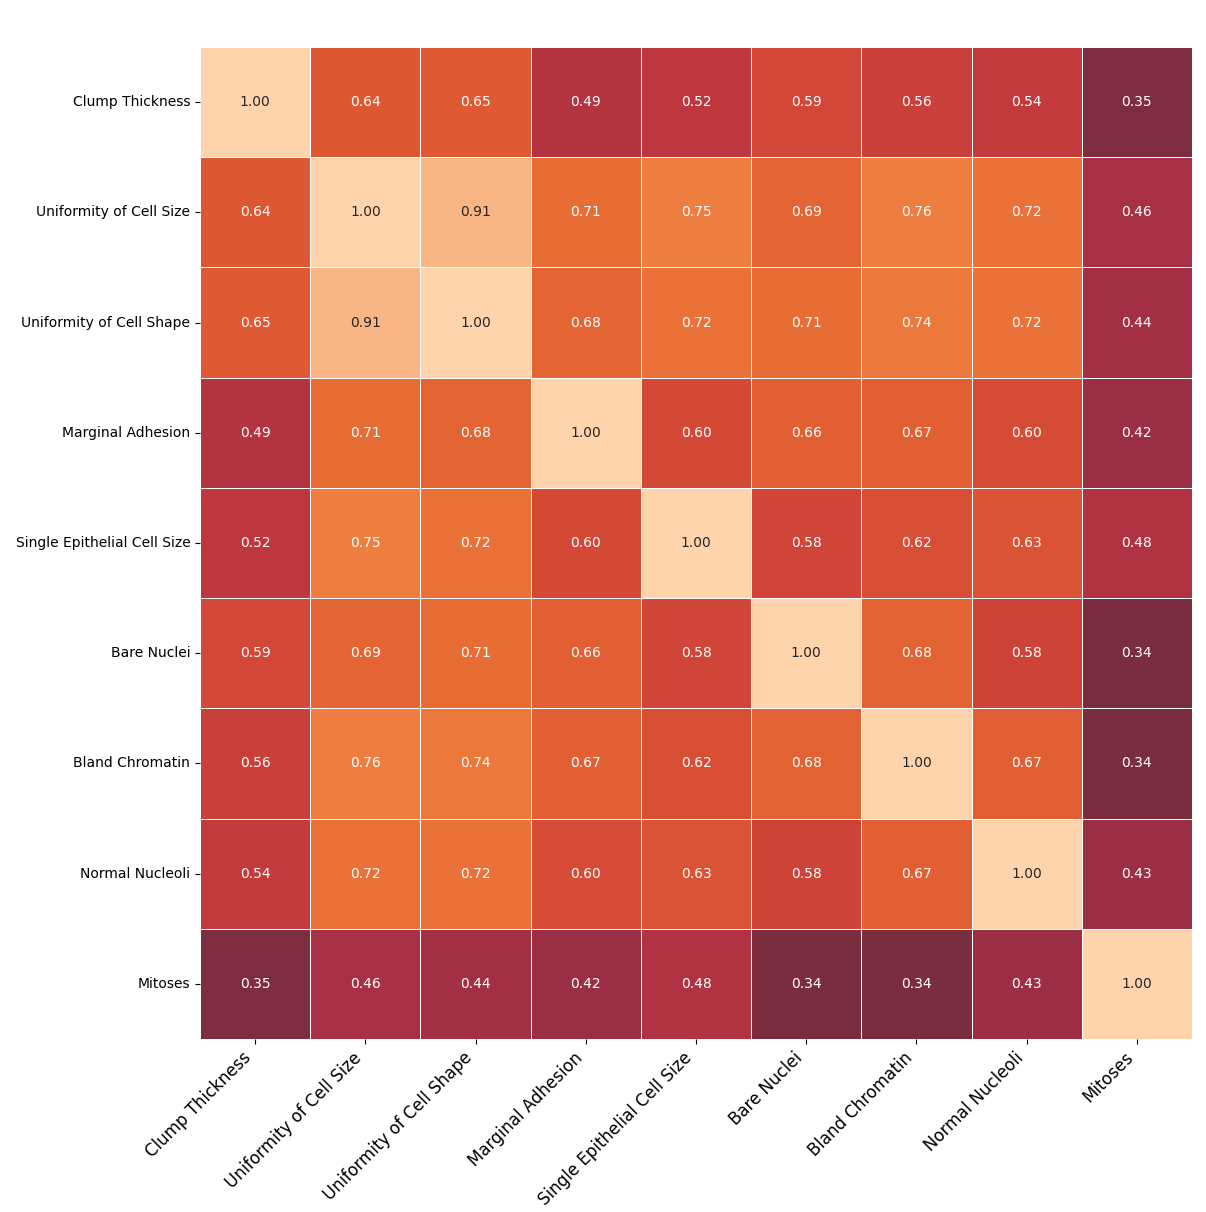 Clump Thickness 1.00 0.64 0.65 0.49 0.52 0.59 0.56 0.54 0.35
Uniformity of Cell Size 0.64 1.00 0.91 0.71 0.75 0.69 0.76 0.72 0.46
Uniformity of Cell Shape 0.65 0.91 1.00 0.68 0.72 0.71 0.74 0.72 0.44
Marginal Adhesion 0.49 0.71 0.68 1.00 0.60 0.66 0.67 0.60 0.42
Single Epithelial Cell Size 0.52 0.75 0.72 0.60 1.00 0.58 0.62 0.63 0.48
Bare Nuclei 0.59 0.69 0.71 0.66 0.58 1.00 0.68 0.58 0.34
Bland Chromatin 0.56 0.76 0.74 0.67 0.62 0.68 1.00 0.67 0.34
Normal Nucleoli 0.54 0.72 0.72 0.60 0.63 0.58 0.67 1.00 0.43
Mitoses 0.35 0.46 0.44 0.42 0.48 0.34 0.34 0.43 1.00
Clump Thickness
Uniformity of Cell Size
Uniformity of Cell Shape
Marginal Adhesion
Single Epithelial Cell Size
Bare Nuclei
Bland Chromatin
Normal Nucleoli
Mitoses